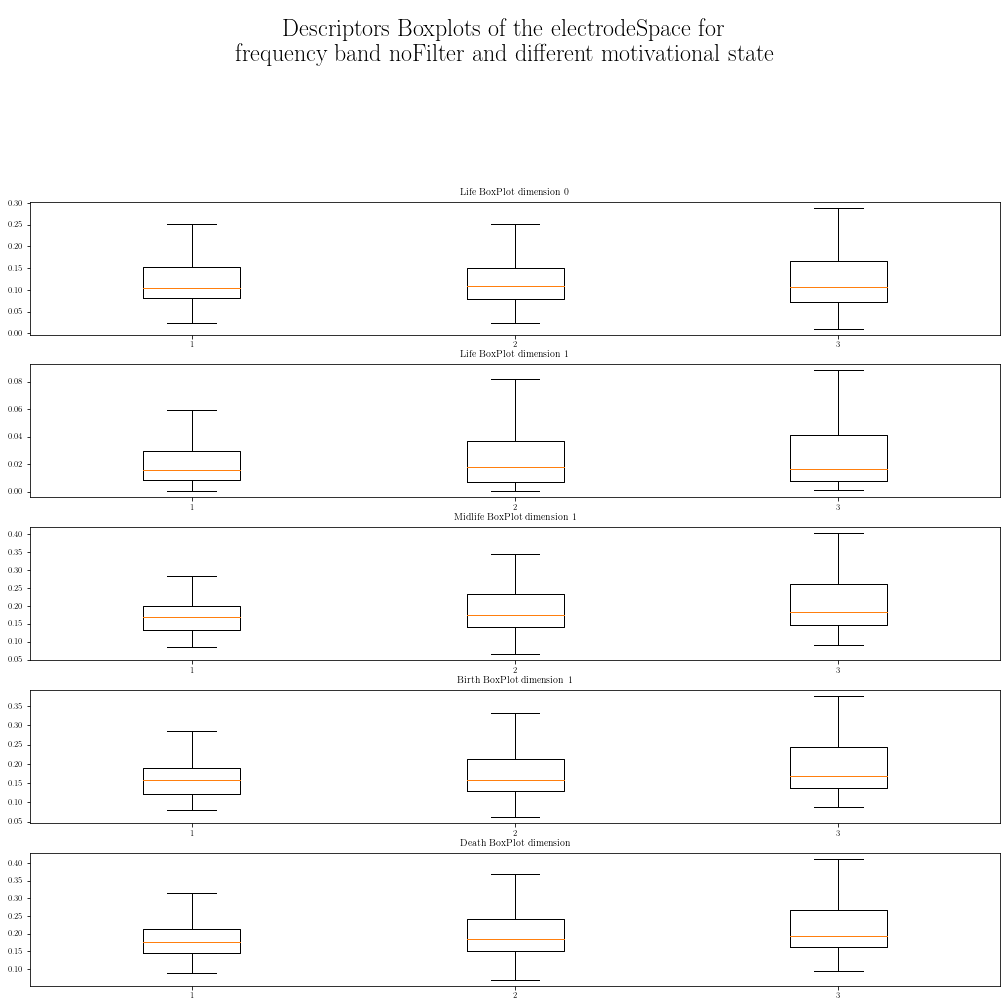 Descriptors Boxplots of the electrodeSpace for
frequency band noFilter and different motivational state
Life BoxPlot dimension 0
0.30
0.25
0.20
0.15
0.10
0.05
0.00
1 2 3
Life BoxPlot dimension 1
0.08
0.06
0.04
0.02
0.00
1 2 3
Midlife BoxPlot dimension 1
0.40
0.35
0.30
0.25
0.20
0.15
0.10
0.05
1 2 3
Birth BoxPlot dimension 1
0.35
0.30
0.25
0.20
0.15
0.10
0.05
1 2 3
Death BoxPlot dimension
0.40
0.35
0.30
0.25
0.20
0.15
0.10
1 2 3